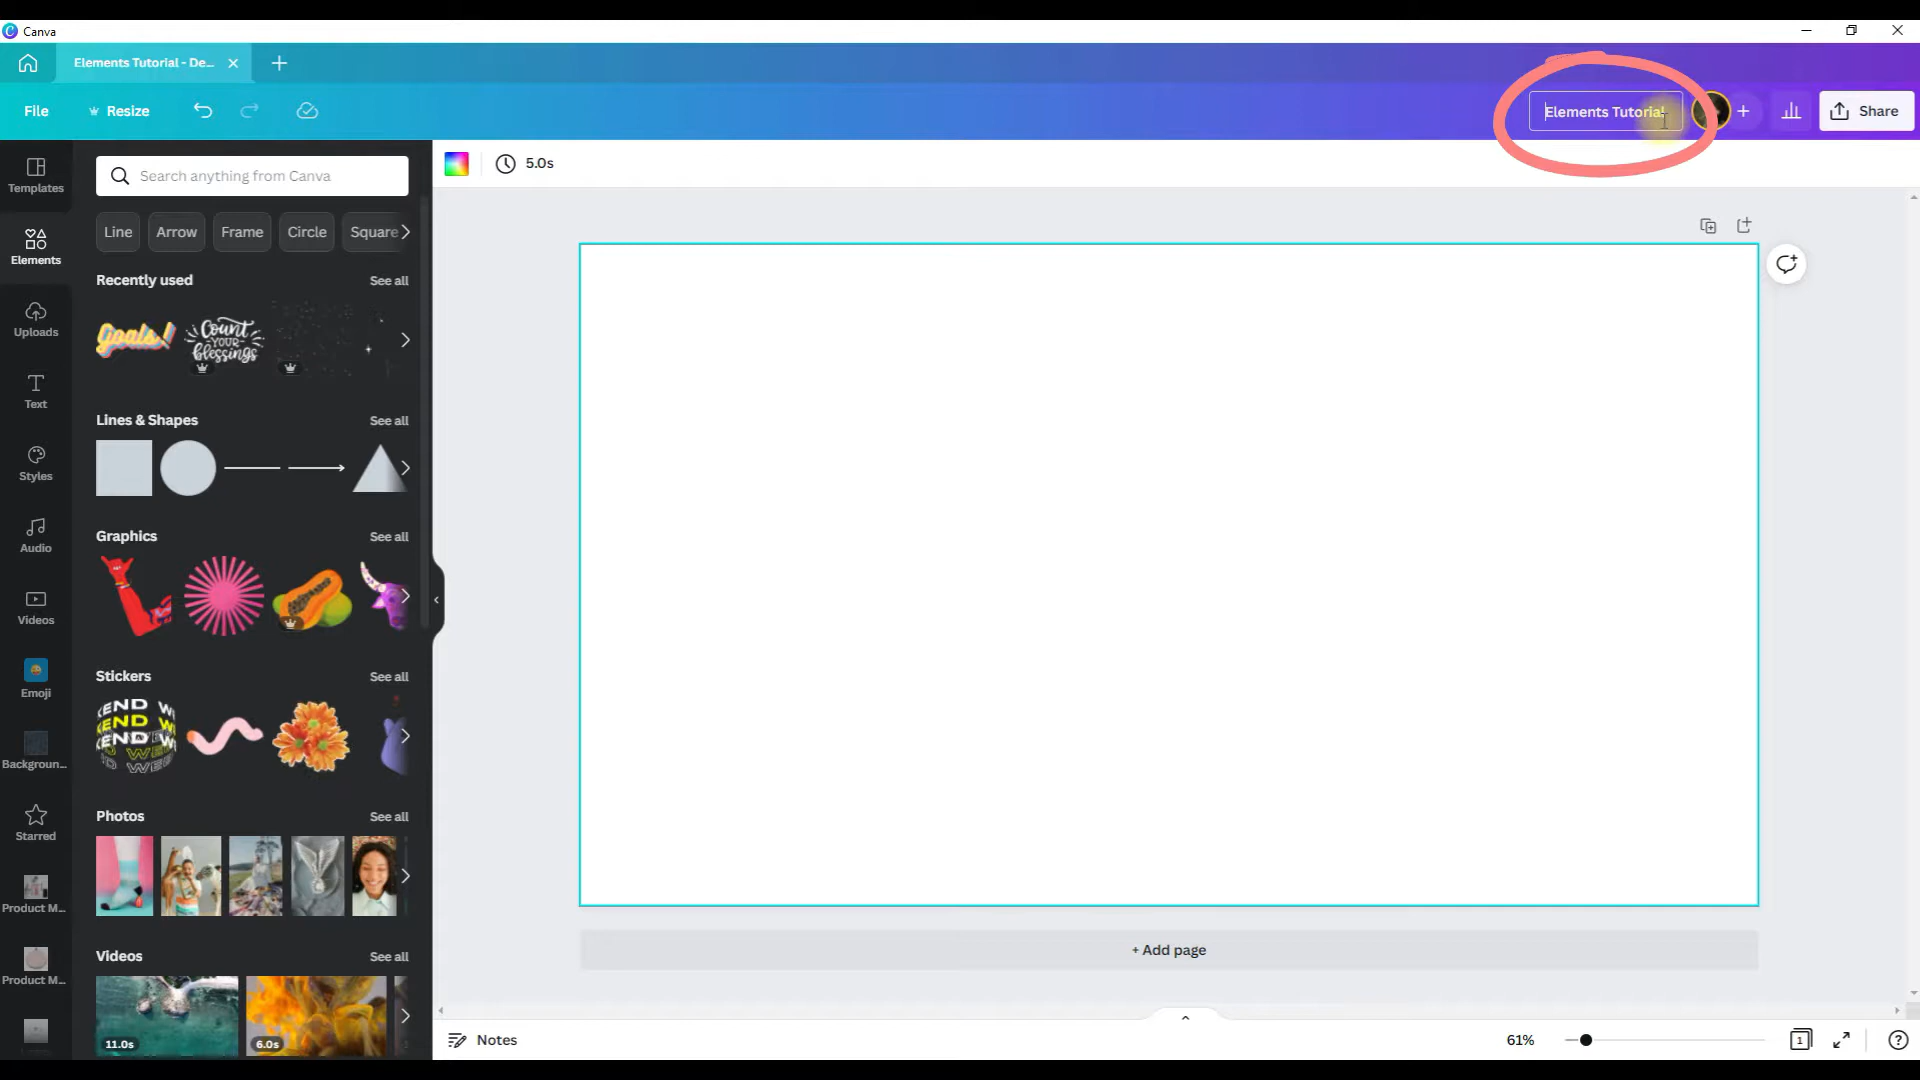 Canva
Elements Tutorial - De...
File
Resize
Elements Tutorial
Share
Templates
Elements
Uploads
Text
Styles
Audio
Videos
Emoji
Backgroun...
Starred
Product M...
Product M...
Search anything from Canva
Line
Arrow
Frame
Circle
Square
Recently used
See all
Goals!
Count
YOUR
blessings
Lines & Shapes
See all
Graphics
See all
Stickers
See all
Photos
See all
Videos
See all
11.0s
6.0s
5.0s
+ Add page
Notes
61%
1